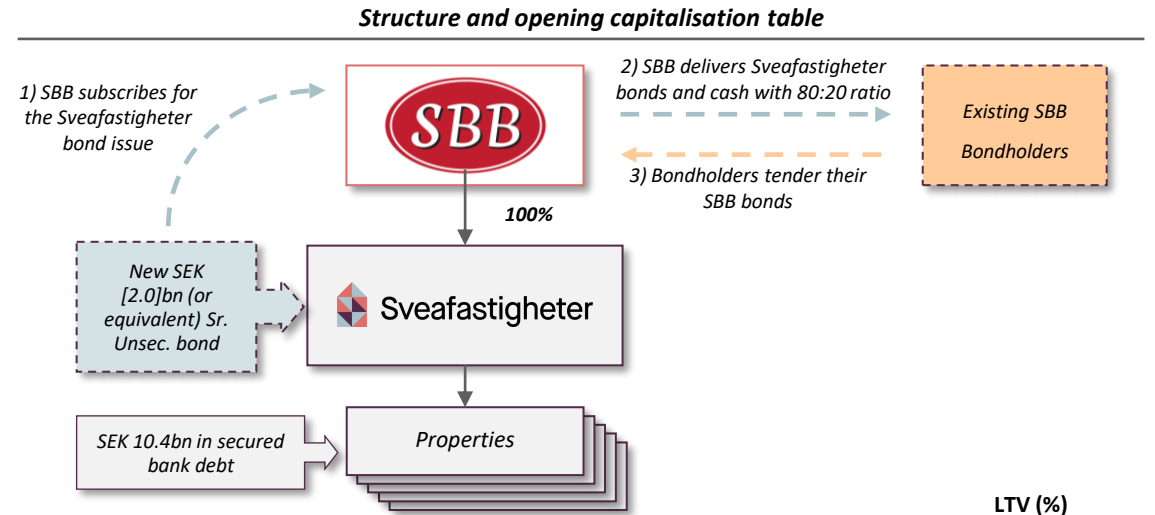 Structure and opening capitalisation table
1) SBB subscribes for
the Sveafastigheter
bond issue
SBB
2) SBB delivers Sveafastigheter
bonds and cash with 80:20 ratio
Existing SBB
Bondholders
3) Bondholders tender their
SBB bonds
100%
New SEK
[2.0]bn (or
equivalent) Sr.
Unsec. bond
Sveafastigheter
SEK 10.4bn in secured
bank debt
Properties
LTV (%)